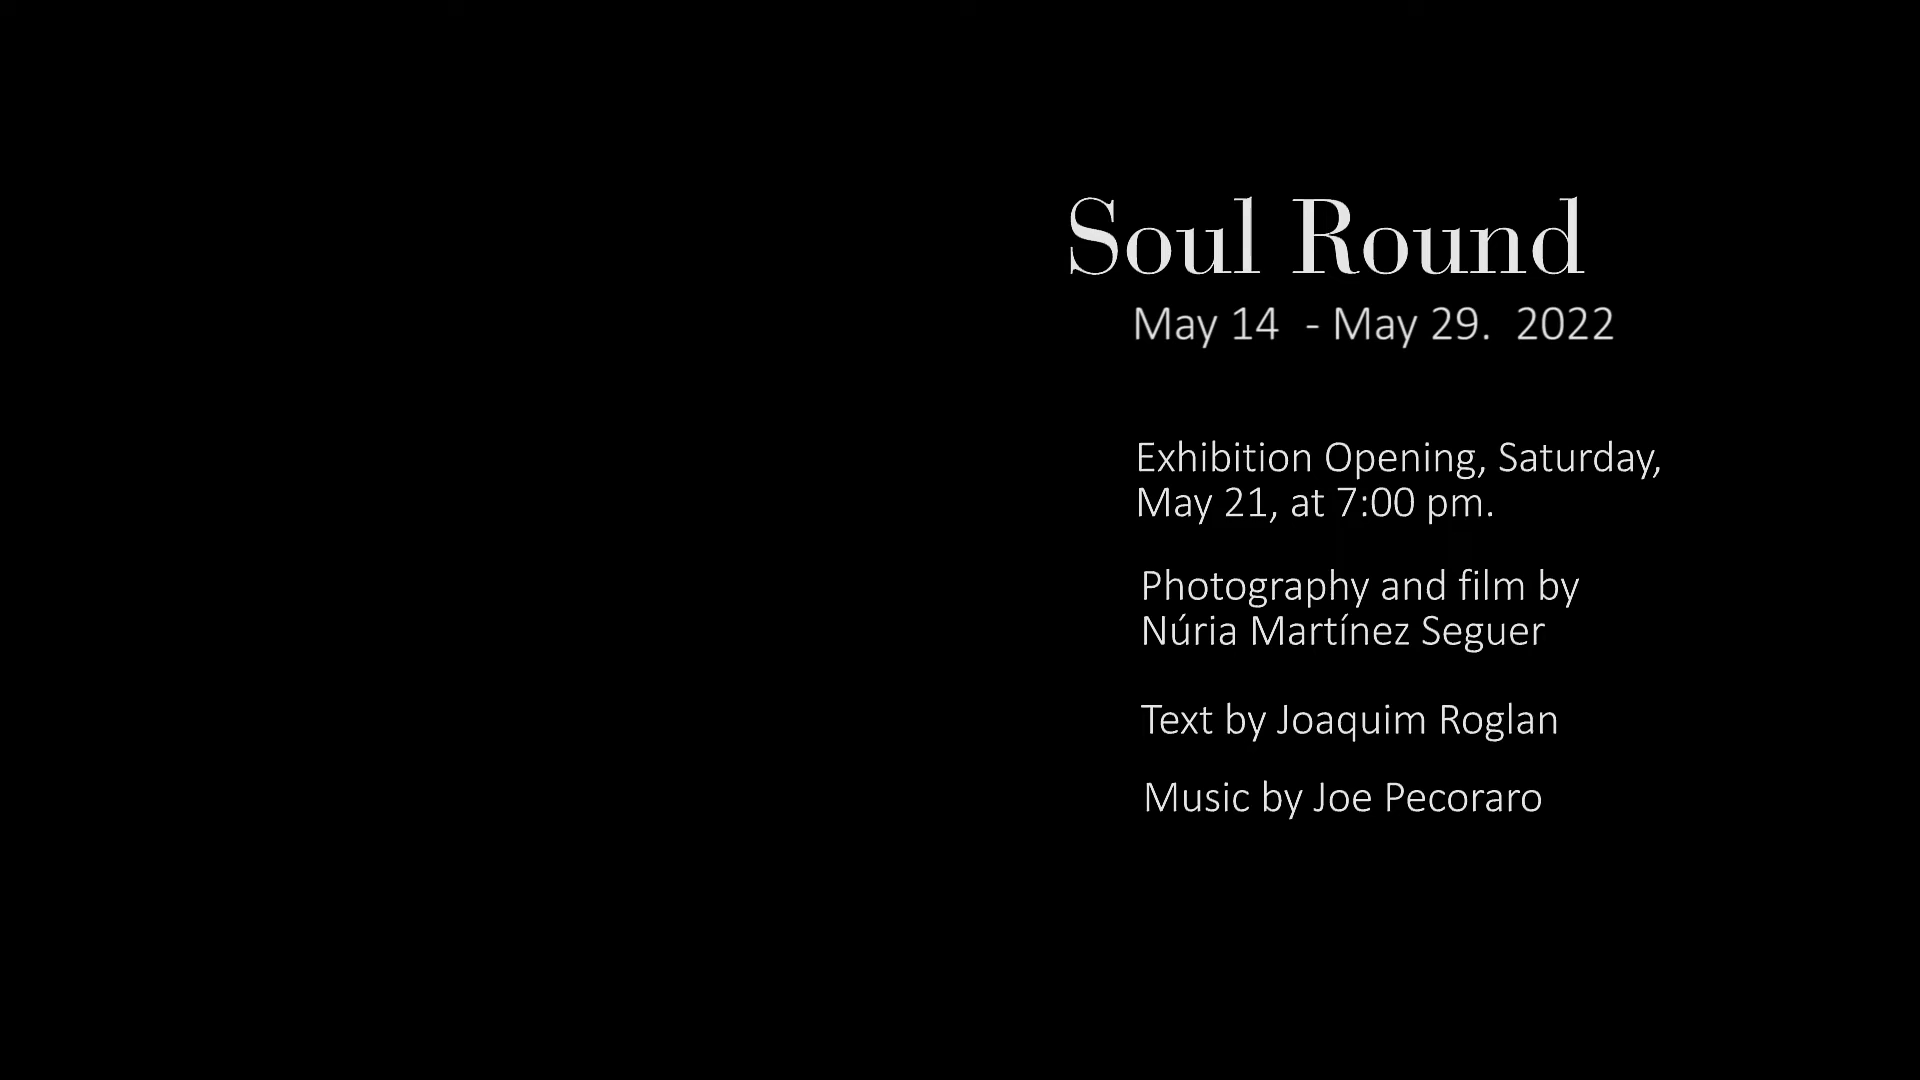 Soul Round
May 14 - May 29. 2022
Exhibition Opening, Saturday,
May 21, at 7:00 pm.
Photography and film by
Núria Martínez Seguer
Text by Joaquim Roglan
Music by Joe Pecoraro